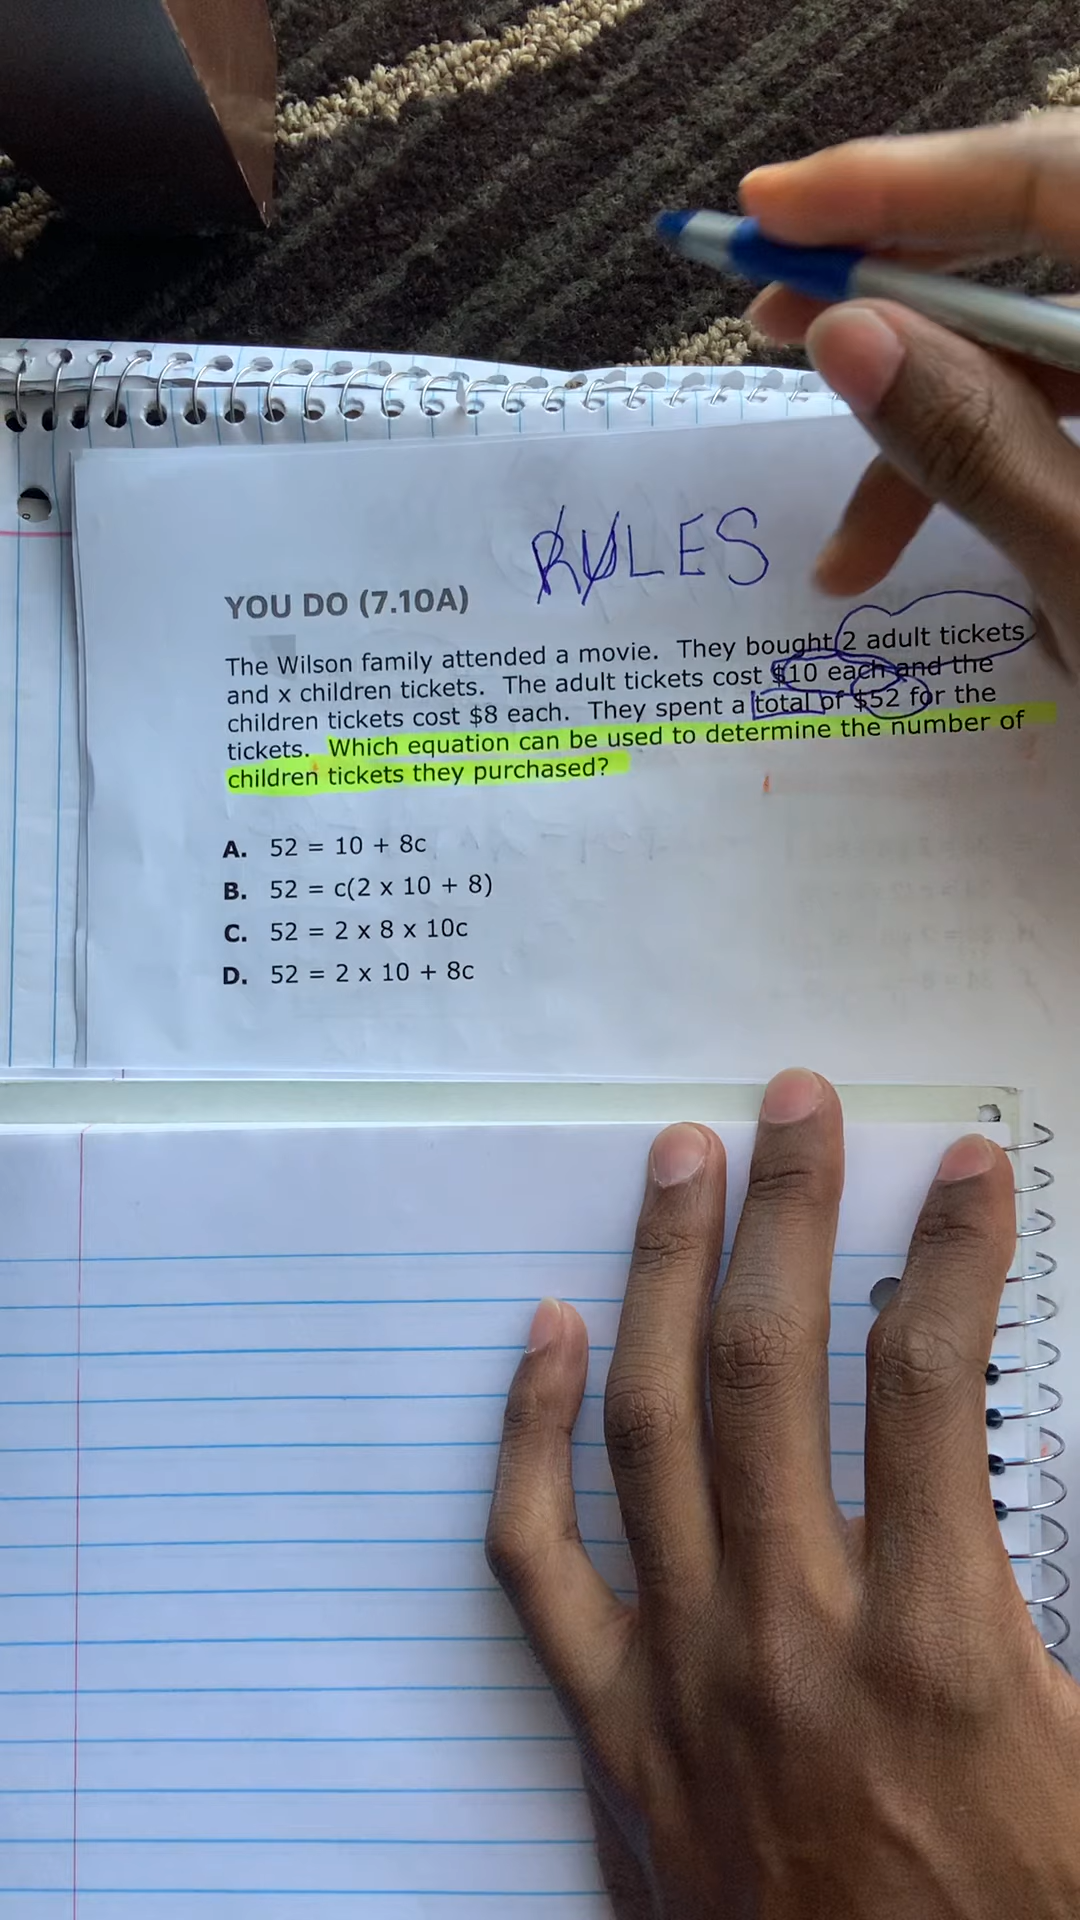 RULES
YOU DO (7.10A)
The Wilson family attended a movie. They bought 2 adult tickets
and x children tickets. The adult tickets cost $10 each and the
children tickets cost $8 each. They spent a total of $52 for the
tickets. Which equation can be used to determine the number of
children tickets they purchased?
A. 52 = 10 + 8c
B. 52 = c(2 x 10 + 8)
C. 52 = 2 x 8 x 10c
D. 52 = 2 x 10 + 8c